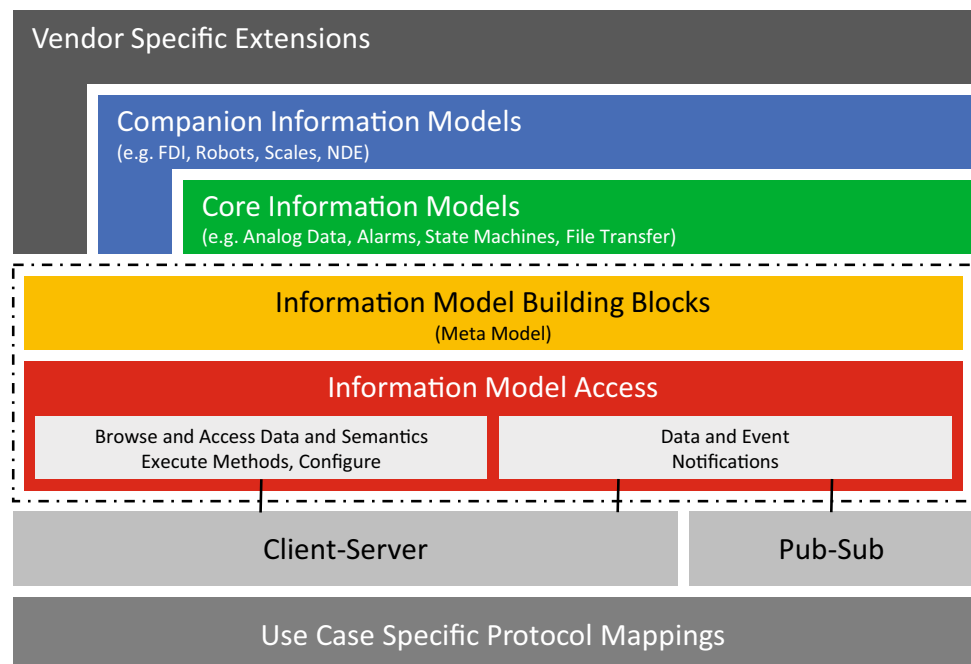 Vendor Specific Extensions
Companion Information Models
(e.g. FDI, Robots, Scales, NDE)
Core Information Models
(e.g. Analog Data, Alarms, State Machines, File Transfer)
Information Model Building Blocks
(Meta Model)
Information Model Access
Browse and Access Data and Semantics
Execute Methods, Configure
Data and Event
Notifications
Client-Server
Pub-Sub
Use Case Specific Protocol Mappings